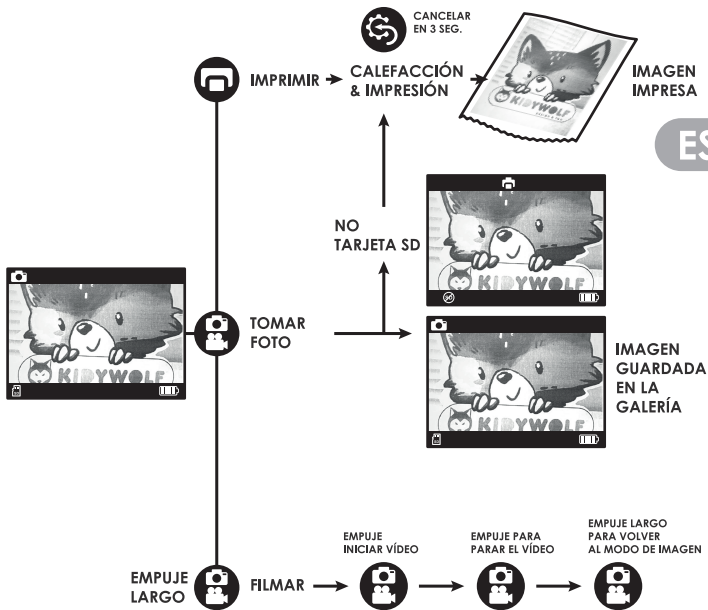 CANCELAR
EN 3 SEG.
IMPRIMIR
CALEFACCIÓN
& IMPRESIÓN
IMAGEN
IMPRESA
KIDYWOLF
ES
NO
TARJETA SD
KIDYWOLF
TOMAR
FOTO
KIDYWOLF
IMAGEN
GUARDADA
EN LA
GALERÍA
KIDYWOLF
EMPUJE
LARGO
FILMAR
EMPUJE
INICIAR VÍDEO
EMPUJE PARA
PARAR EL VÍDEO
EMPUJE LARGO
PARA VOLVER
AL MODO DE IMAGEN